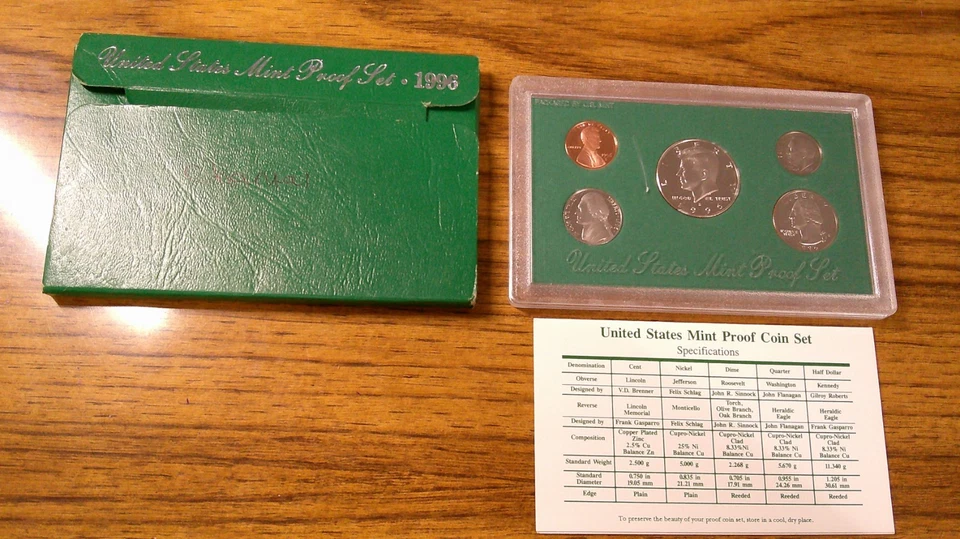 United States Mint Proof Set • 1996
PACKAGED BY U.S. MINT
LIBERTY
IN GOD WE TRUST
United States Mint Proof Set
United States Mint Proof Coin Set
Specifications
Denomination Cent Nickel Dime Quarter Half Dollar
Obverse Lincoln Jefferson Roosevelt Washington Kennedy
Designed by V.D. Brenner Felix Schlag John R. Sinnock John Flanagan Gilroy Roberts
Reverse Lincoln Memorial Monticello Torch, Olive Branch, Oak Branch Heraldic Eagle Heraldic Eagle
Designed by Frank Gasparro Felix Schlag John R. Sinnock John Flanagan Frank Gasparro
Composition Copper Plated Zinc 2.5% Cu Balance Zn Cupro-Nickel 25% Ni Balance Cu Cupro-Nickel Clad 8.33%Ni Balance Cu Cupro-Nickel Clad 8.33% Ni Balance Cu Cupro-Nickel Clad 8.33% Ni Balance Cu
Standard Weight 2.500 g 5.000 g 2.268 g 5.670 g 11.340 g
Standard Diameter 0.750 in 19.05 mm 0.835 in 21.21 mm 0.705 in 17.91 mm 0.955 in 24.26 mm 1.205 in 30.61 mm
Edge Plain Plain Reeded Reeded Reeded
To preserve the beauty of your proof coin set, store in a cool, dry place.